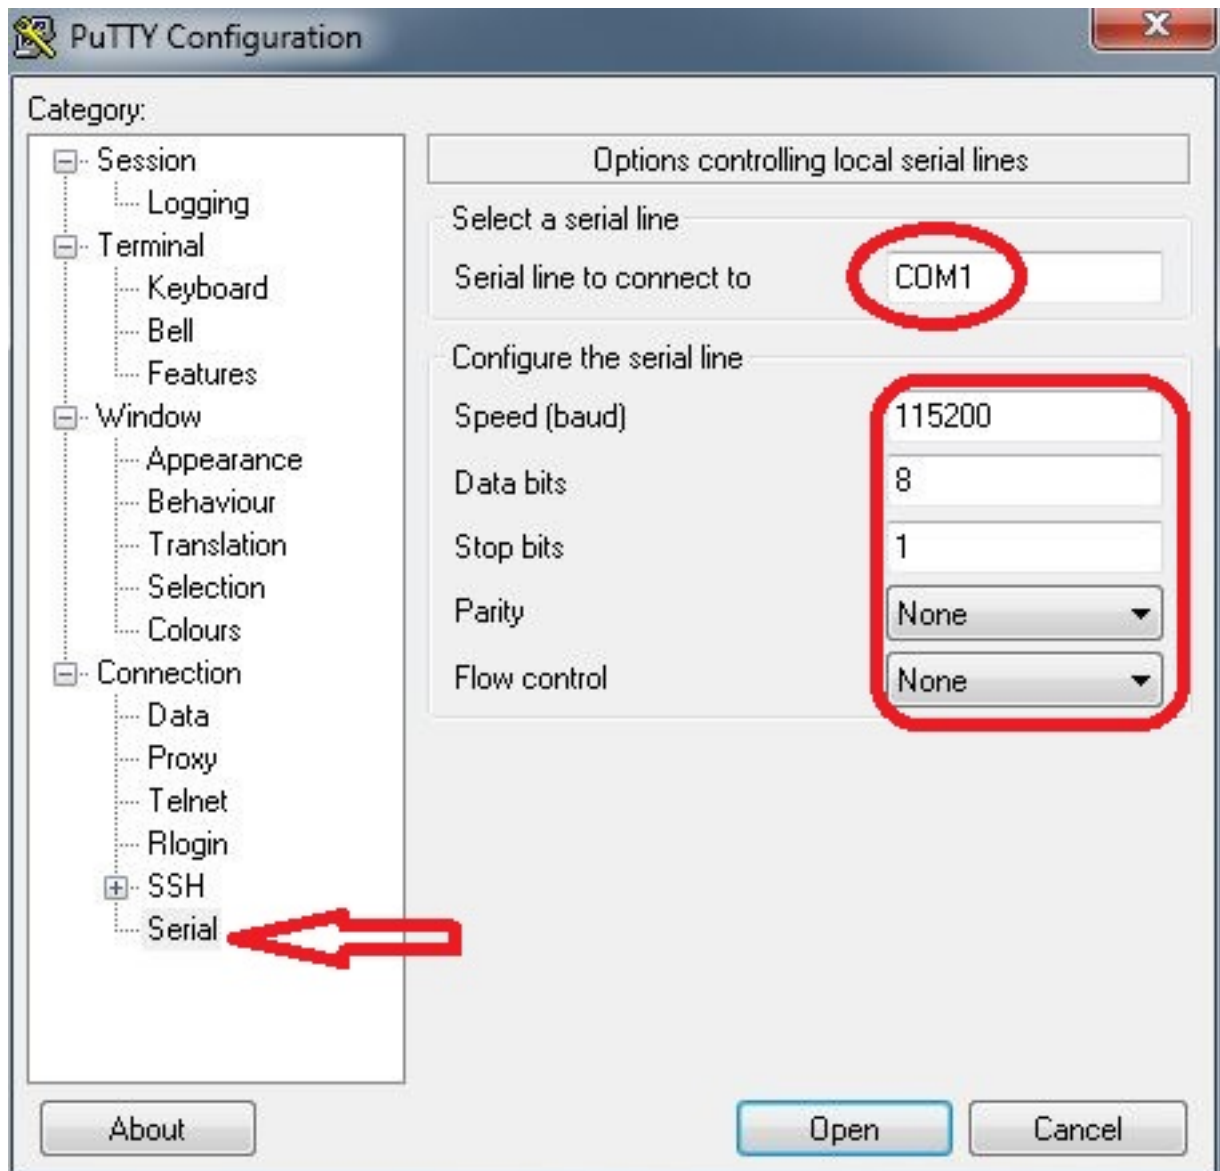 PuTTY Configuration
Category:
Session
Logging
Terminal
Keyboard
Bell
Features
Window
Appearance
Behaviour
Translation
Selection
Colours
Connection
Data
Proxy
Telnet
Rlogin
SSH
Serial
Options controlling local serial lines
Select a serial line
Serial line to connect to COM1
Configure the serial line
Speed (baud) 115200
Data bits 8
Stop bits 1
Parity None
Flow control None
About Open Cancel